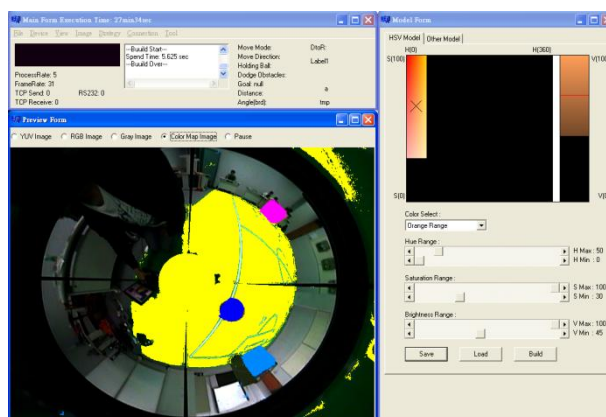 Main Form Execution Time: 27min34sec
File Device View Image Strategy Connection Tool
--Buuild Start--
Spend Time: 5.625 sec
--Buuild Over--
ProcessRate: 5
FrameRate: 31
TCP Send: 0 RS232: 0
TCP Receive: 0
Move Mode:
Move Direction:
Holding Ball:
Dodge Obstacles:
Goal: null
Distance:
Angle(brd):
DtoR:
Label1
a
tmp
Preview Form
YUV Image RGB Image Gray Image Color Map Image Pause
Model Form
HSV Model Other Model
H(0) H(360)
S(100) V(10
S(0) V(0)
Color Select :
Orange Range
Hue Range :
H Max : 50
H Min : 0
Saturation Range :
S Max : 100
S Min : 30
Brightness Range :
V Max : 100
V Min : 45
Save Load Build